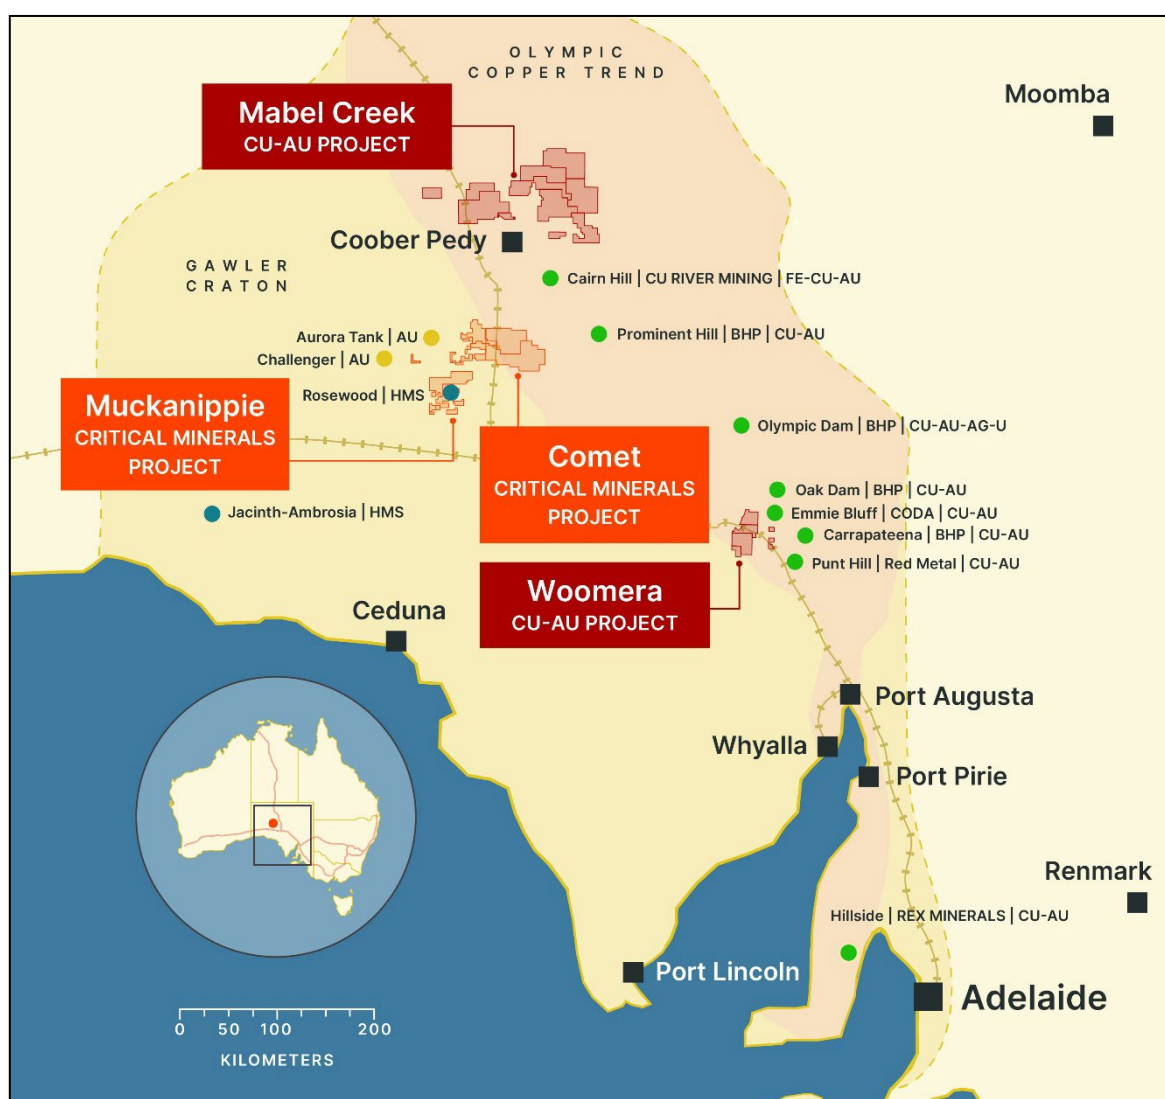 OLYMPIC
COPPER TREND
Moomba
Mabel Creek
CU-AU PROJECT
Coober Pedy
GAWLER
CRATON
Cairn Hill | CU RIVER MINING | FE-CU-AU
Aurora Tank | AU
Prominent Hill | BHP | CU-AU
Challenger | AU
Rosewood | HMS
Muckanippie
CRITICAL MINERALS
PROJECT
Olympic Dam | BHP | CU-AU-AG-U
Comet
CRITICAL MINERALS
PROJECT
Oak Dam | BHP | CU-AU
Jacinth-Ambrosia | HMS
Emmie Bluff | CODA | CU-AU
Carrapateena | BHP | CU-AU
Punt Hill | Red Metal | CU-AU
Woomera
CU-AU PROJECT
Ceduna
Port Augusta
Whyalla
Port Pirie
Renmark
Hillside | REX MINERALS | CU-AU
Port Lincoln
Adelaide
0 50 100 200
KILOMETERS